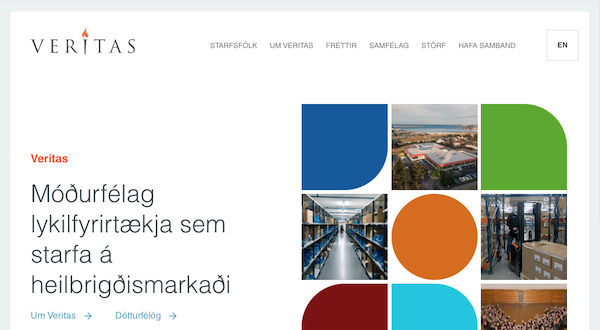 VERITAS
STARFSFÓLK UM VERITAS FRÉTTIR SAMFÉLAG STÖRF HAFA SAMBAND EN
Veritas
Móðurfélag
lykilfyrirtækja sem
starfa á
heilbrigðismarkaði
Um Veritas → Dótturfélög →